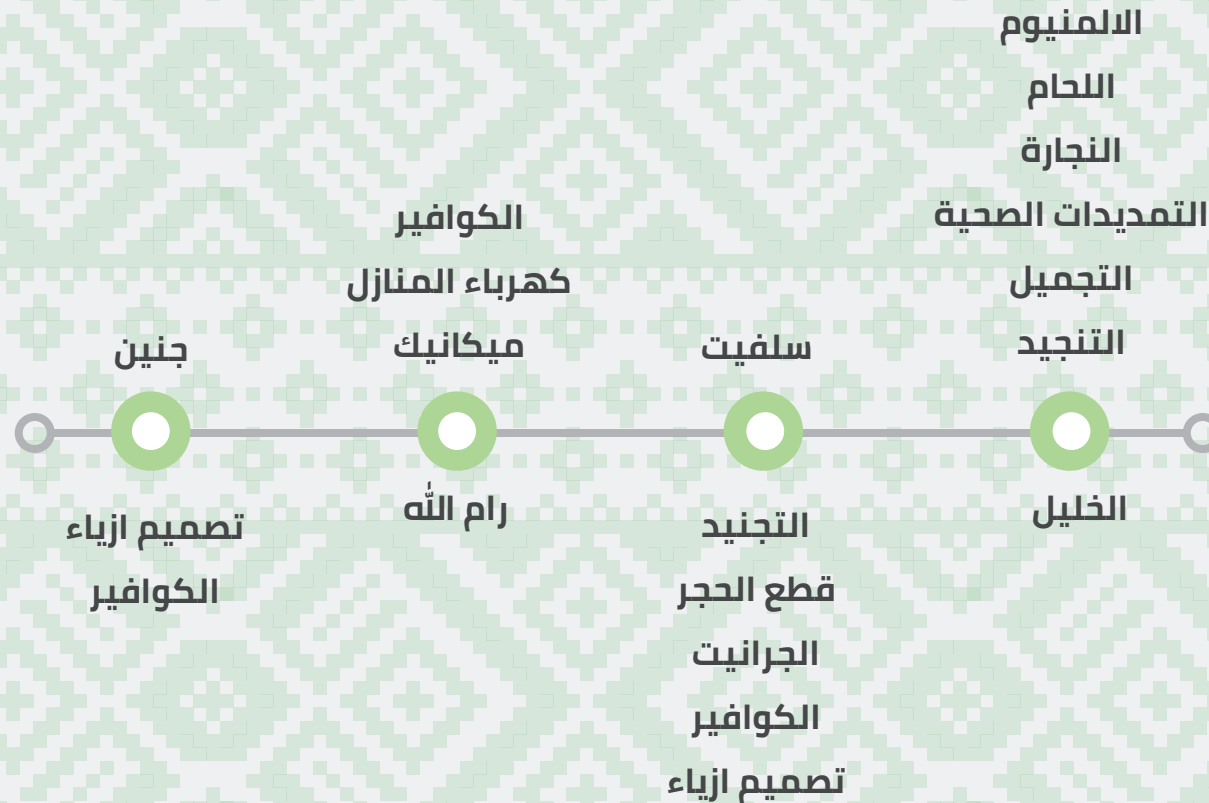 الالمنيوم
اللحام
النجارة
التمديدات الصحية
التجميل
التنجيد
الخليل
سلفيت
التجنيد
قطع الحجر
الجرانيت
الكوافير
تصميم ازياء
الكوافير
كهرباء المنازل
ميكانيك
رام الله
جنين
تصميم ازياء
الكوافير